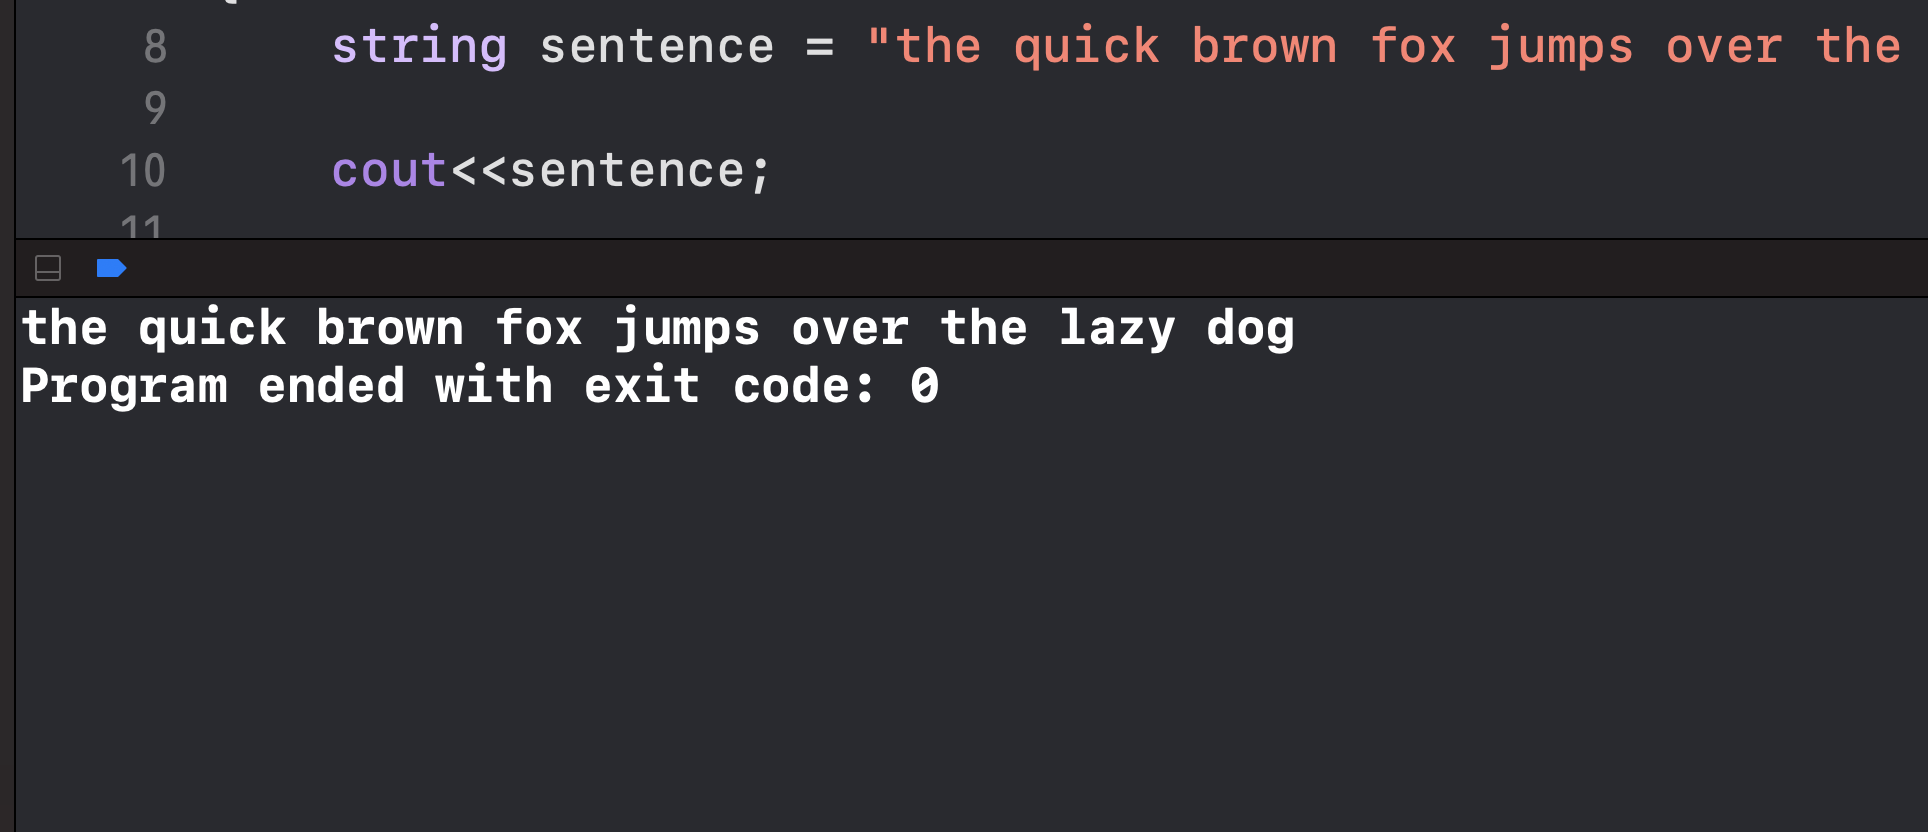 8 string sentence = "the quick brown fox jumps over the
9
10 cout<<sentence;
11
the quick brown fox jumps over the lazy dog
Program ended with exit code: 0